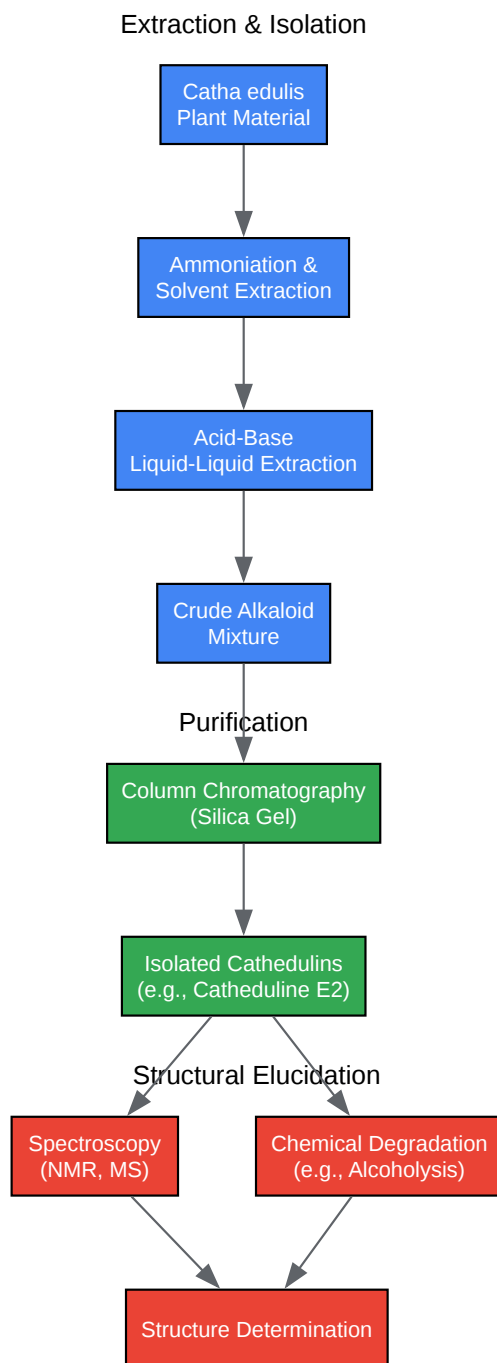 Extraction & Isolation
Catha edulis
Plant Material
Ammoniation &
Solvent Extraction
Acid-Base
Liquid-Liquid Extraction
Crude Alkaloid
Mixture
Purification
Column Chromatography
(Silica Gel)
Isolated Cathedulins
(e.g., Catheduline E2)
Structural Elucidation
Spectroscopy
(NMR, MS)
Chemical Degradation
(e.g., Alcoholysis)
Structure Determination